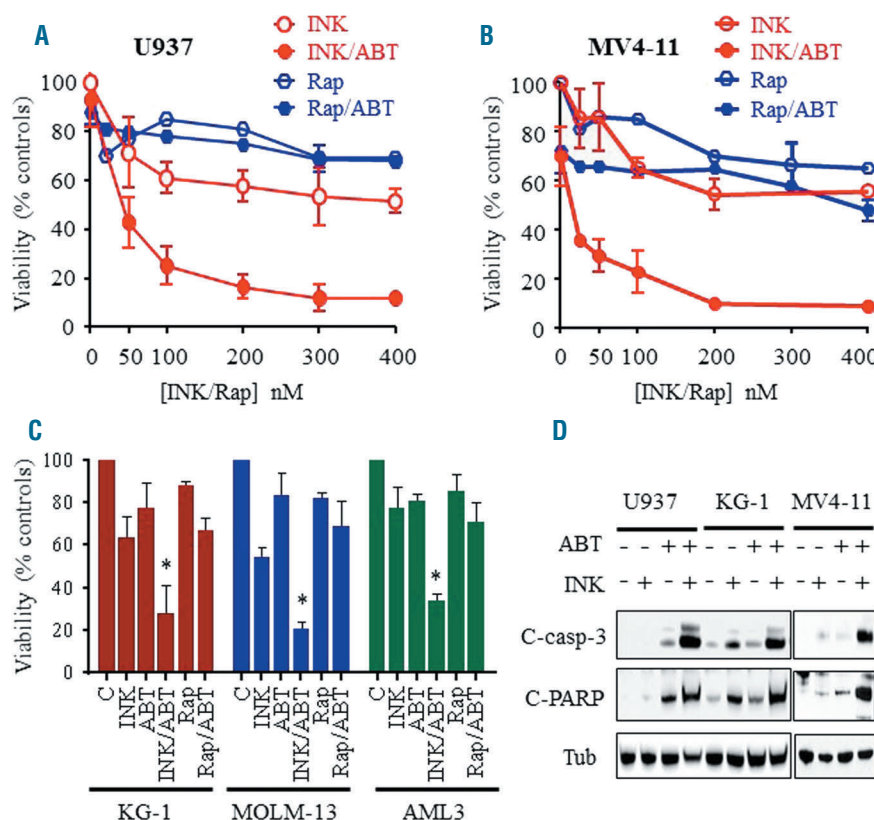 A
U937
INK
INK/ABT
Rap
Rap/ABT
Viability (% controls)
100
80
60
40
20
0
0 50 100 200 300 400
[INK/Rap] nM
B
MV4-11
INK
INK/ABT
Rap
Rap/ABT
Viability (% controls)
100
80
60
40
20
0
0 50 100 200 300 400
[INK/Rap] nM
C
Viability (% controls)
100
80
60
40
20
0
* * *
C INK ABT INK/ABT Rap Rap/ABT
C INK ABT INK/ABT Rap Rap/ABT
C INK ABT INK/ABT Rap Rap/ABT
KG-1 MOLM-13 AML3
D
U937 KG-1 MV4-11
ABT - - + + - - + + - - + +
INK - + - + - + - + - + - +
C-casp-3
C-PARP
Tub